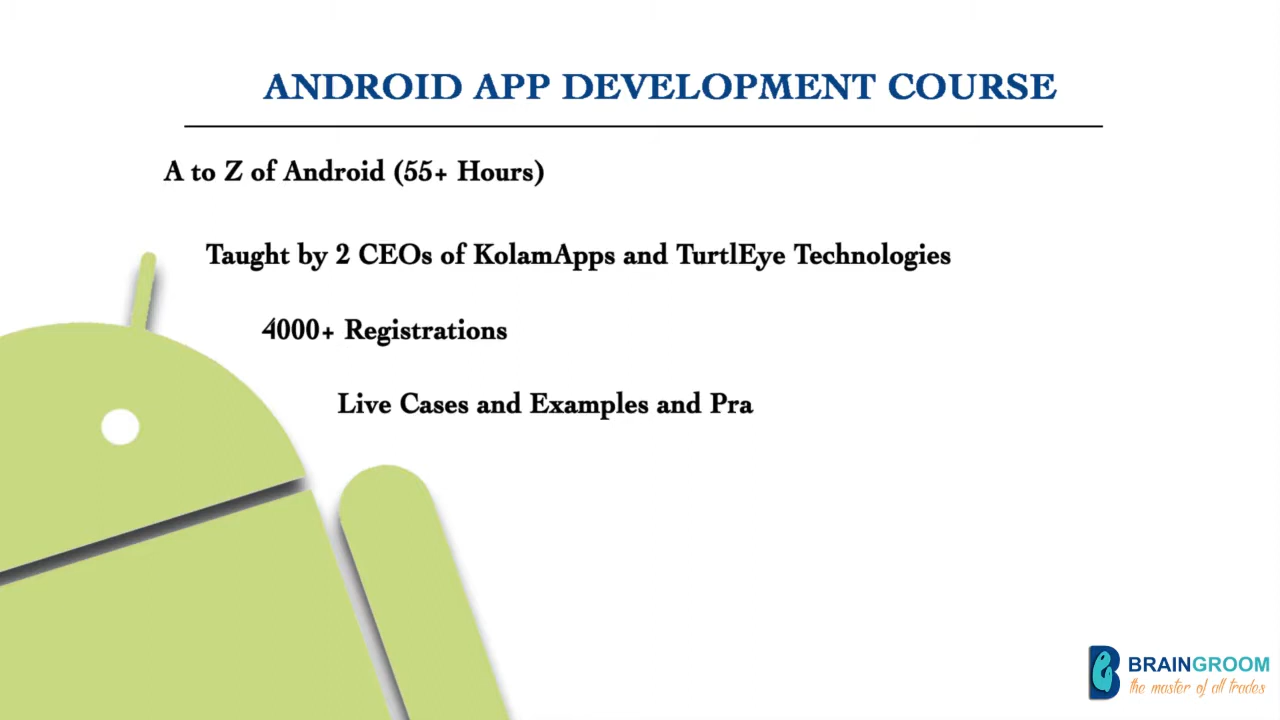 ANDROID APP DEVELOPMENT COURSE
A to Z of Android (55+ Hours)
Taught by 2 CEOs of KolamApps and TurtlEye Technologies
4000+ Registrations
Live Cases and Examples and Pra
BRAINGROOM
the master of all trades